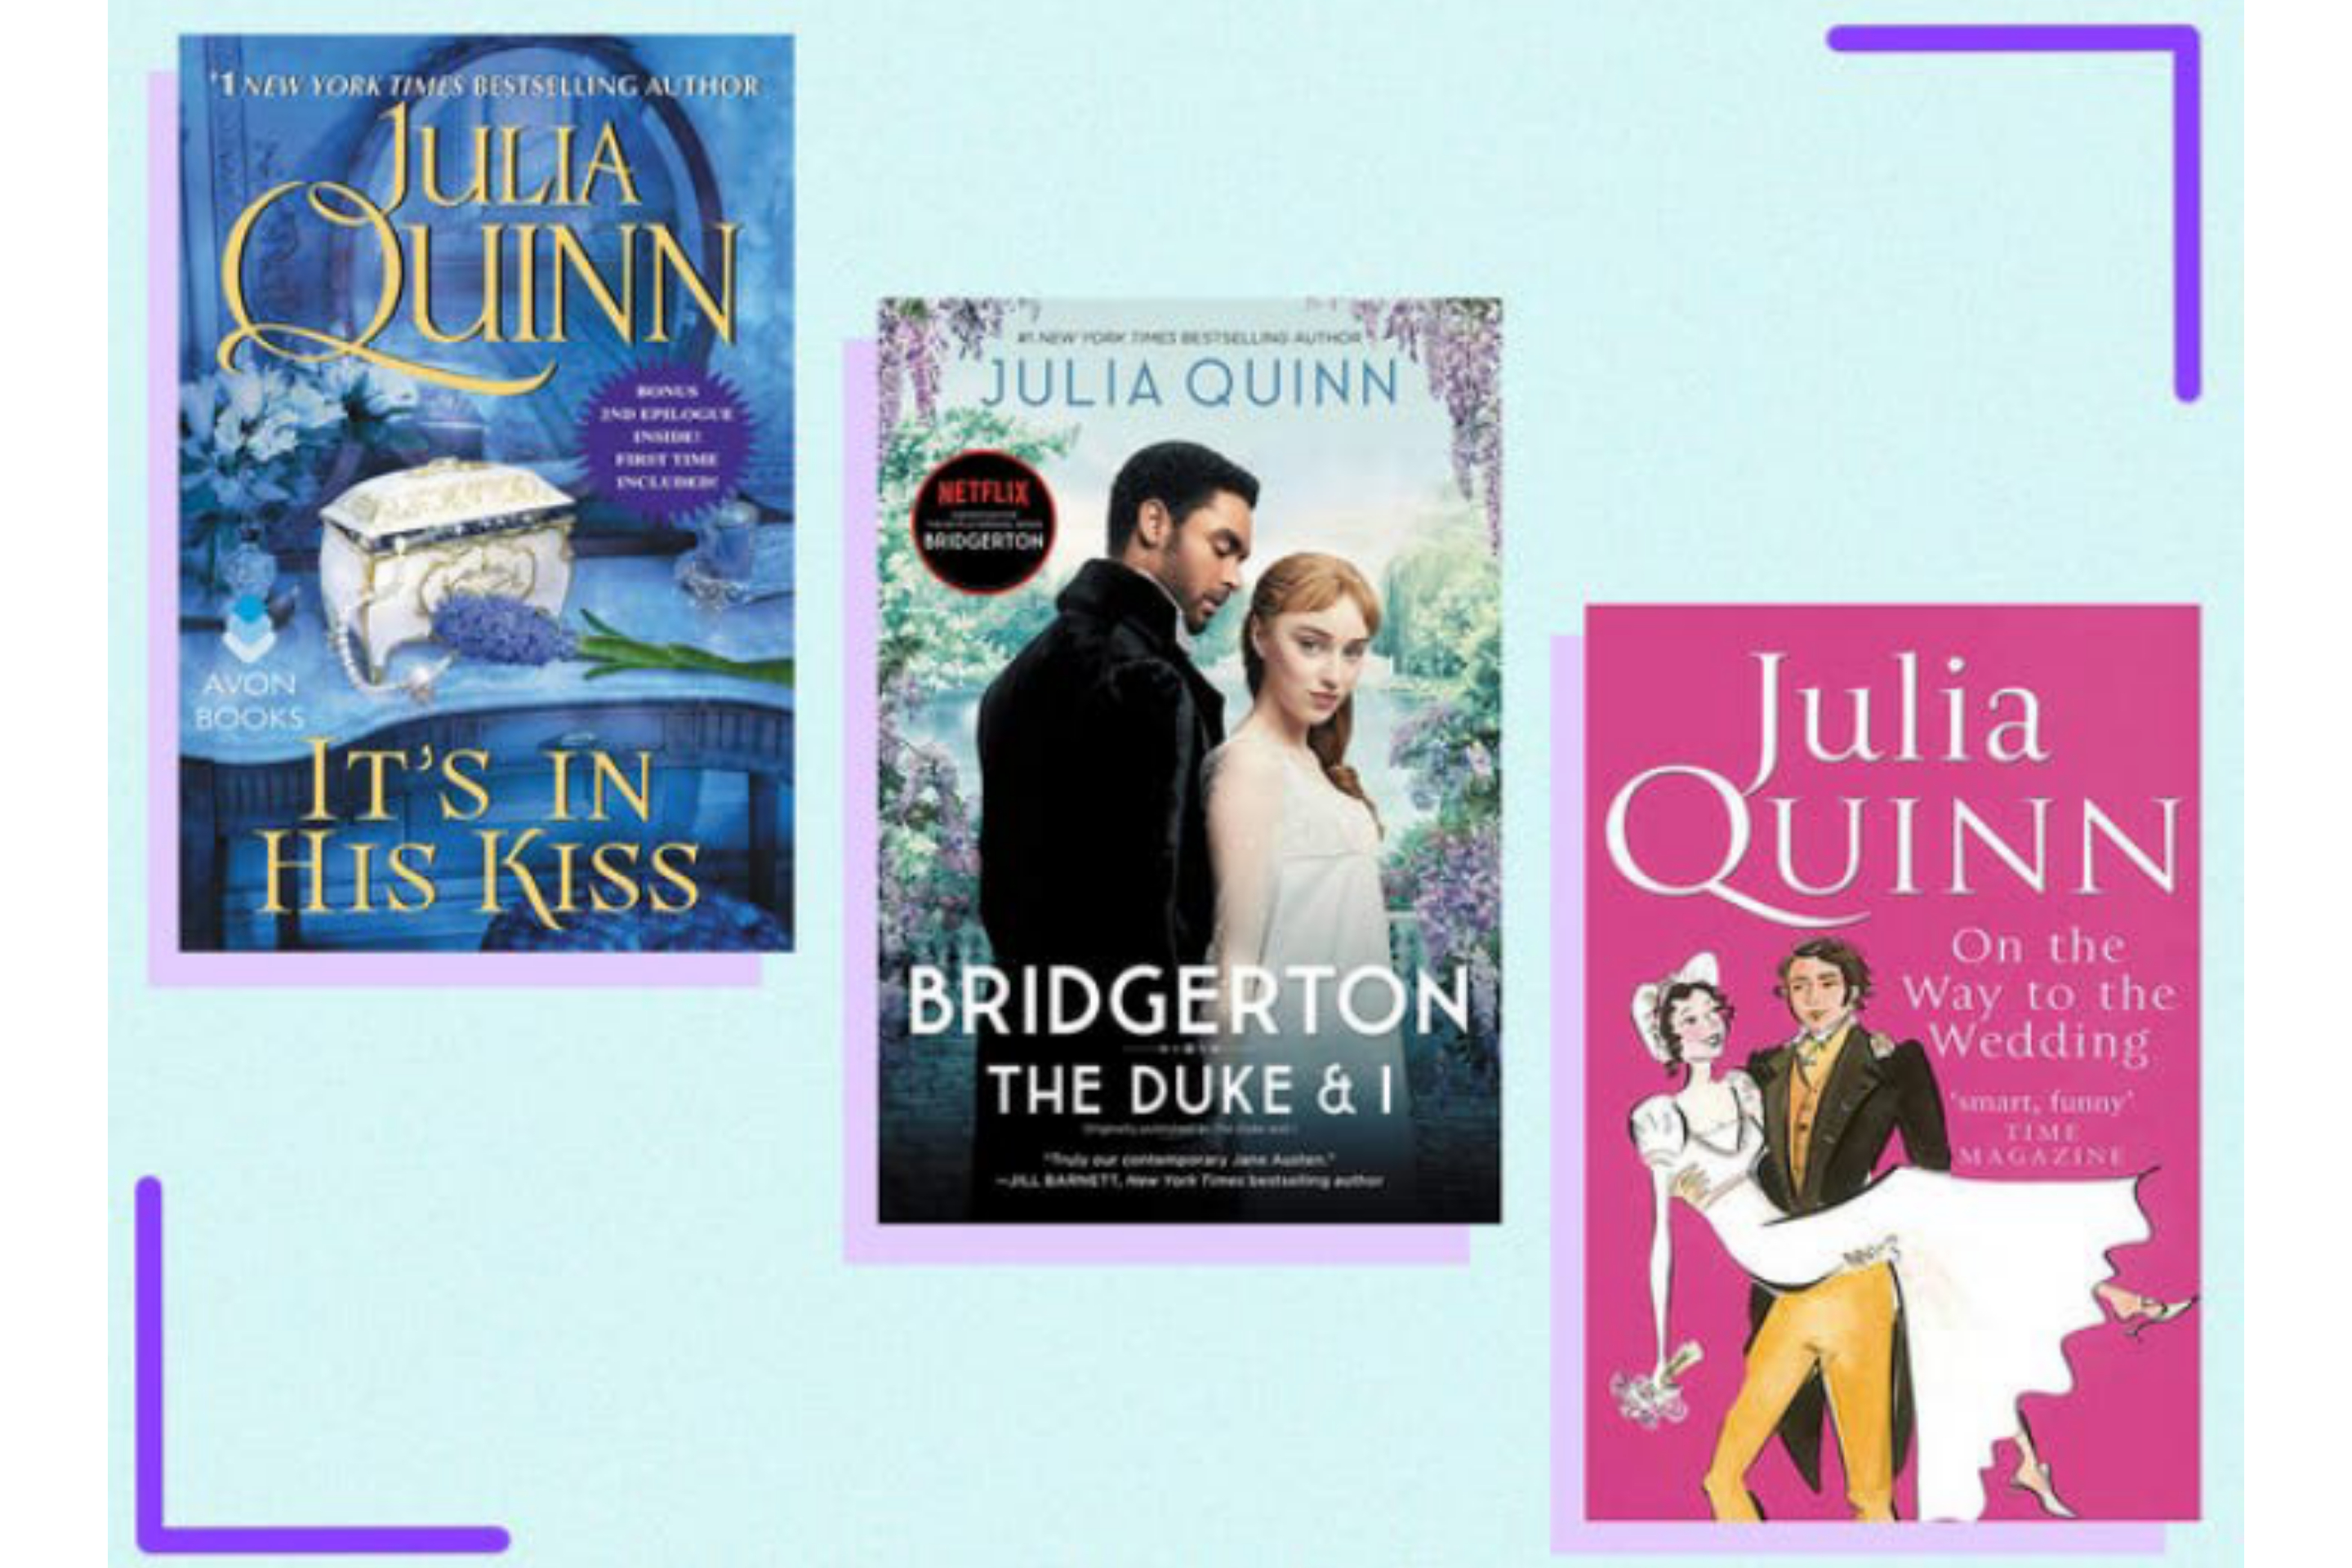 #1 NEW YORK TIMES BESTSELLING AUTHOR
JULIA
QUINN
BONUS
2ND EPILOGUE
INSIDE!
FIRST TIME
INCLUDED!
AVON
BOOKS
IT'S IN
HIS KISS
#1 NEW YORK TIMES BESTSELLING AUTHOR
JULIA QUINN
NETFLIX
BRIDGERTON
BRIDGERTON
THE DUKE & I
"Truly our contemporary Jane Austen."
—JILL BARNETT, New York Times bestselling author
Julia
QUINN
On the
Way to the
Wedding
'smart, funny'
TIME
MAGAZINE